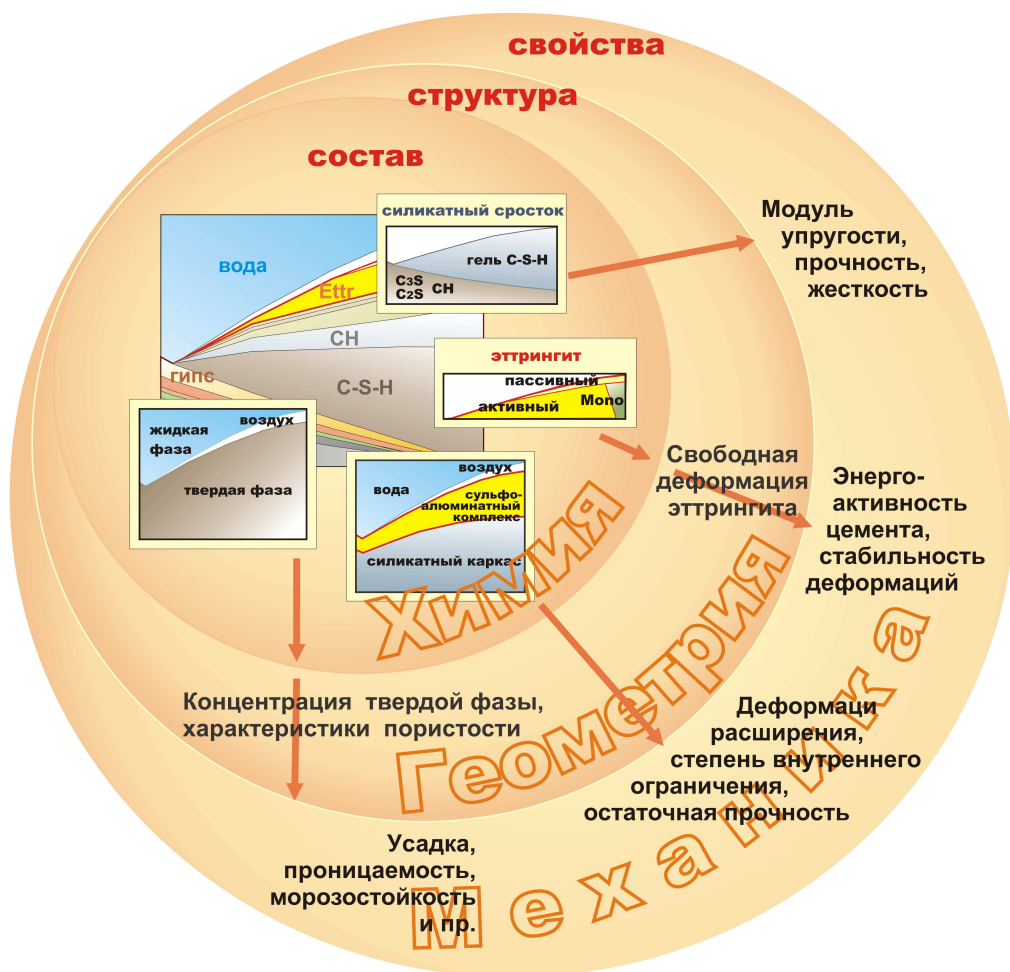 свойства
структура
состав
силикатный сросток
гель C-S-H
C3S
C2S
CH
вода
Ettr
CH
C-S-H
гипс
эттрингит
пассивный
активный
Mono
жидкая
фаза
воздух
твердая фаза
воздух
вода
сульфо-
алюминатный
комплекс
силикатный каркас
Модуль
упругости,
прочность,
жесткость
Свободная
деформация
эттрингита
Энерго-
активность
цемента,
стабильность
деформаций
Химия
Геометрия
Механика
Концентрация твердой фазы,
характеристики пористости
Деформаци
расширения,
степень внутреннего
ограничения,
остаточная прочность
Усадка,
проницаемость,
морозостойкость
и пр.